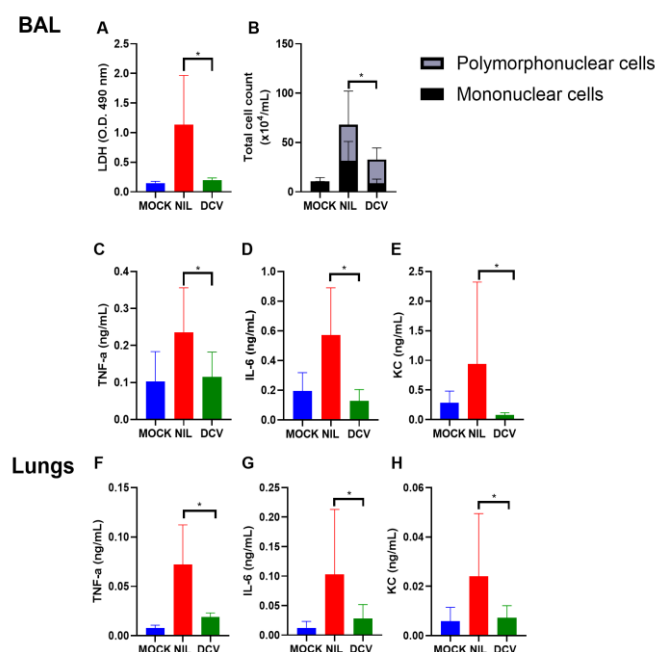 BAL
A
LDH (O.D. 490 nm)
2.5
2.0
1.5
1.0
0.5
0.0
*
MOCK NIL DCV
B
Total cell count
(x10⁴/mL)
150
100
50
0
*
MOCK NIL DCV
Polymorphonuclear cells
Mononuclear cells
C
TNF-a (ng/mL)
0.4
0.3
0.2
0.1
0.0
*
MOCK NIL DCV
D
IL-6 (ng/mL)
1.0
0.8
0.6
0.4
0.2
0.0
*
MOCK NIL DCV
E
KC (ng/mL)
2.5
2.0
1.5
1.0
0.5
0.0
*
MOCK NIL DCV
Lungs
F
TNF-a (ng/mL)
0.15
0.10
0.05
0.00
*
MOCK NIL DCV
G
IL-6 (ng/mL)
0.25
0.20
0.15
0.10
0.05
0.00
*
MOCK NIL DCV
H
KC (ng/mL)
0.06
0.04
0.02
0.00
*
MOCK NIL DCV